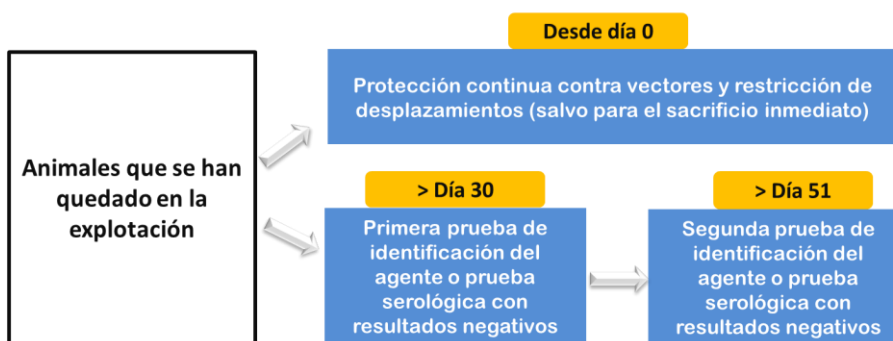 Desde día 0
Protección continua contra vectores y restricción de
desplazamientos (salvo para el sacrificio inmediato)
Animales que se han
quedado en la
explotación
> Día 30
Primera prueba de
identificación del
agente o prueba
serológica con
resultados negativos
> Día 51
Segunda prueba de
identificación del
agente o prueba
serológica con
resultados negativos